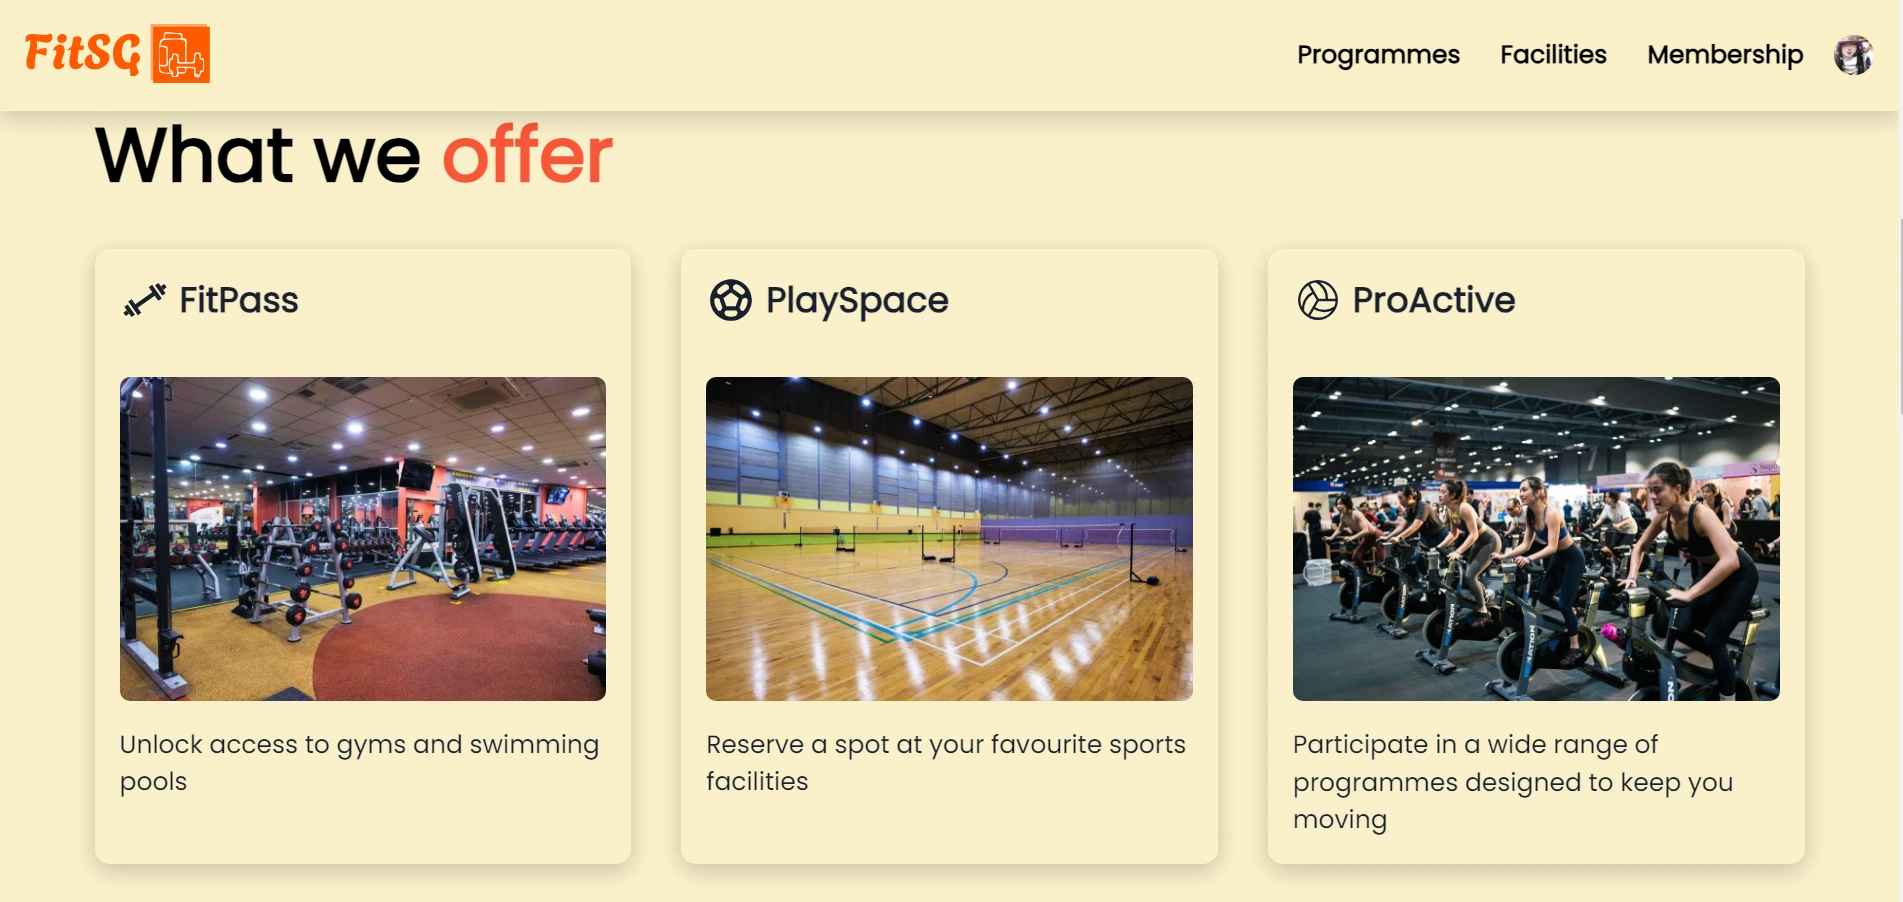 FitSG
Programmes
Facilities
Membership
What we offer
FitPass
PlaySpace
ProActive
Unlock access to gyms and swimming
pools
Reserve a spot at your favourite sports
facilities
Participate in a wide range of
programmes designed to keep you
moving